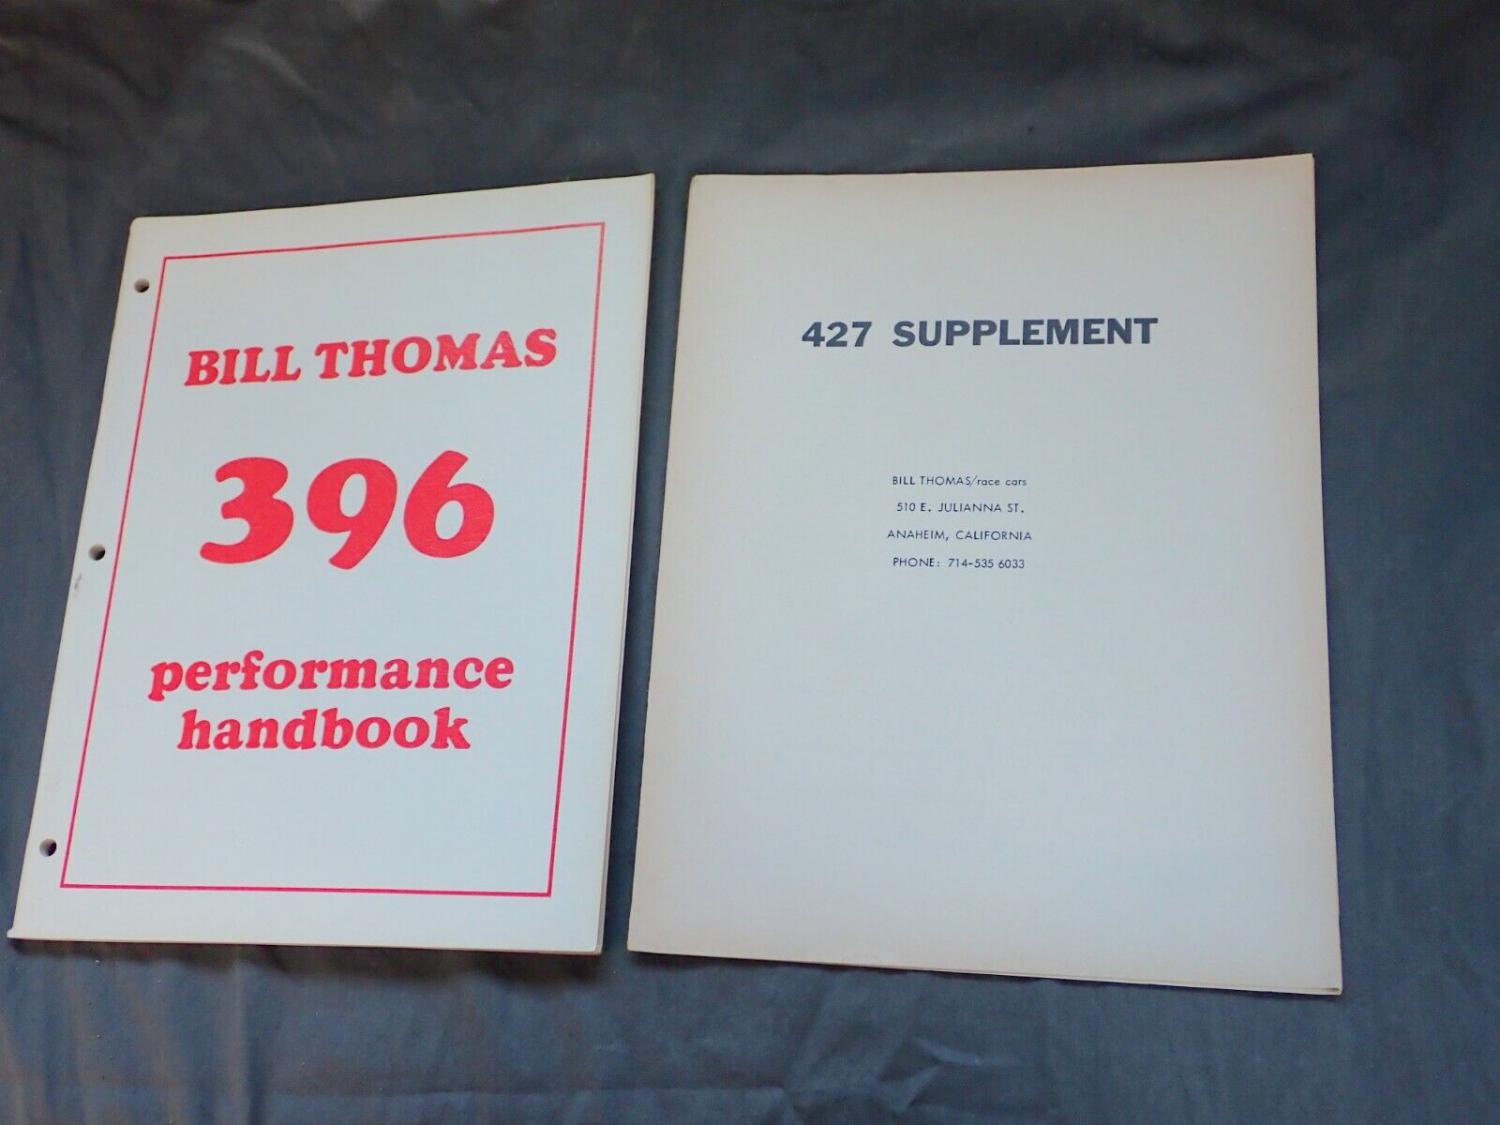 BILL THOMAS
396
performance
handbook
427 SUPPLEMENT
BILL THOMAS/race cars
510 E. JULIANNA ST.
ANAHEIM, CALIFORNIA
PHONE: 714-535 6033